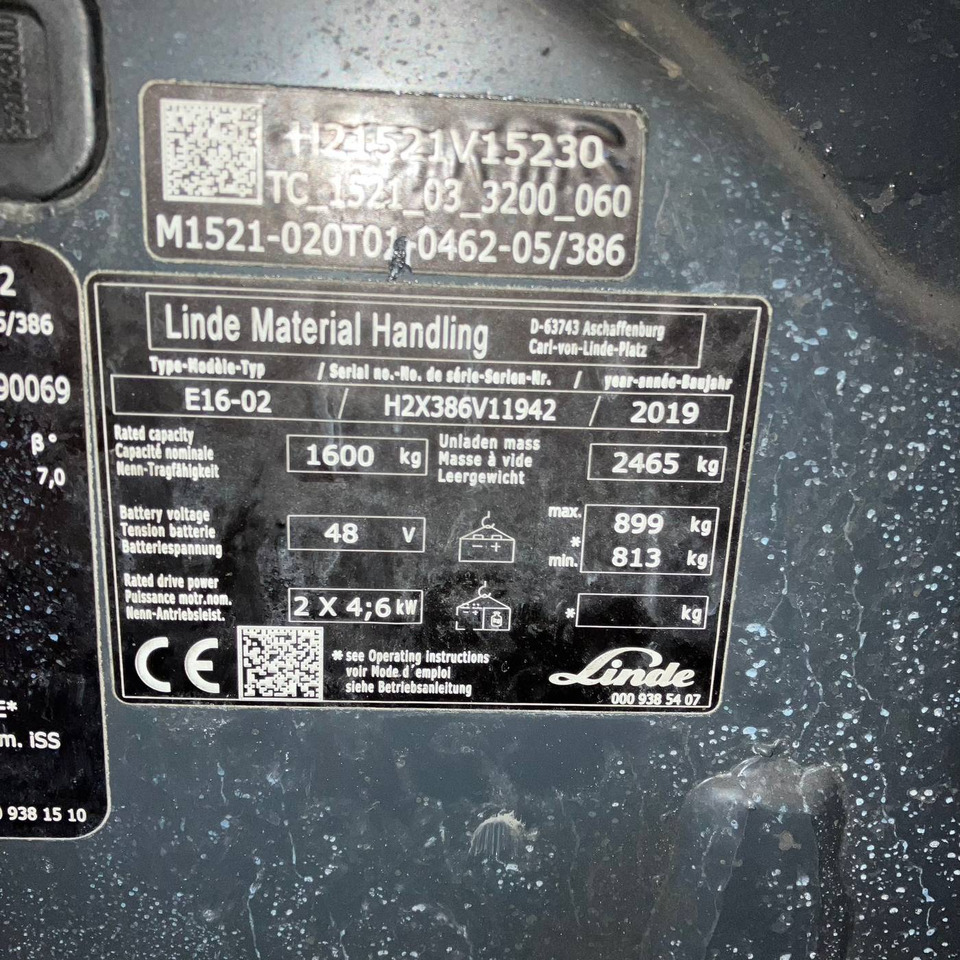 H21521V15230
TC_1521_03_3200_060
M1521-020T01-0462-05/386
2
5/386
90069
β°
7,0
E*
m. iSS
938 15 10
Linde Material Handling
D-63743 Aschaffenburg
Carl-von-Linde-Platz
Type-Modèle-Typ / Serial no.-No. de série-Serien-Nr. / year-année-Baujahr
E16-02 / H2X386V11942 / 2019
Rated capacity
Capacité nominale
Nenn-Tragfähigkeit
1600 kg
Unladen mass
Masse à vide
Leergewicht
2465 kg
Battery voltage
Tension batterie
Batteriespannung
48 V
- +
*
max. 899 kg
min. 813 kg
Rated drive power
Puissance motr.nom.
Nenn-Antriebsleist.
2 X 4;6 kW
* kg
CE
* see Operating Instructions
voir Mode d'emploi
siehe Betriebsanleitung
Linde
000 938 54 07